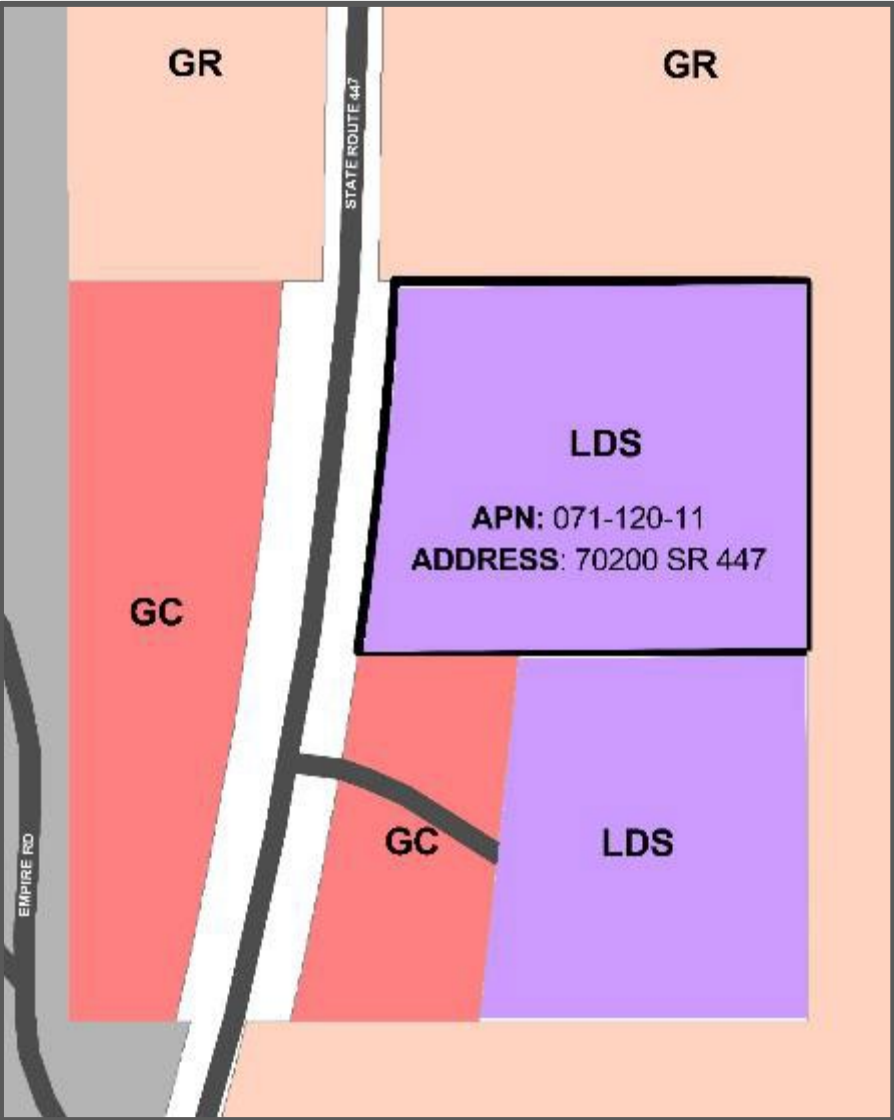 GR
GR
STATE ROUTE 447
LDS
APN: 071-120-11
ADDRESS: 70200 SR 447
GC
GC
LDS
EMPIRE RD